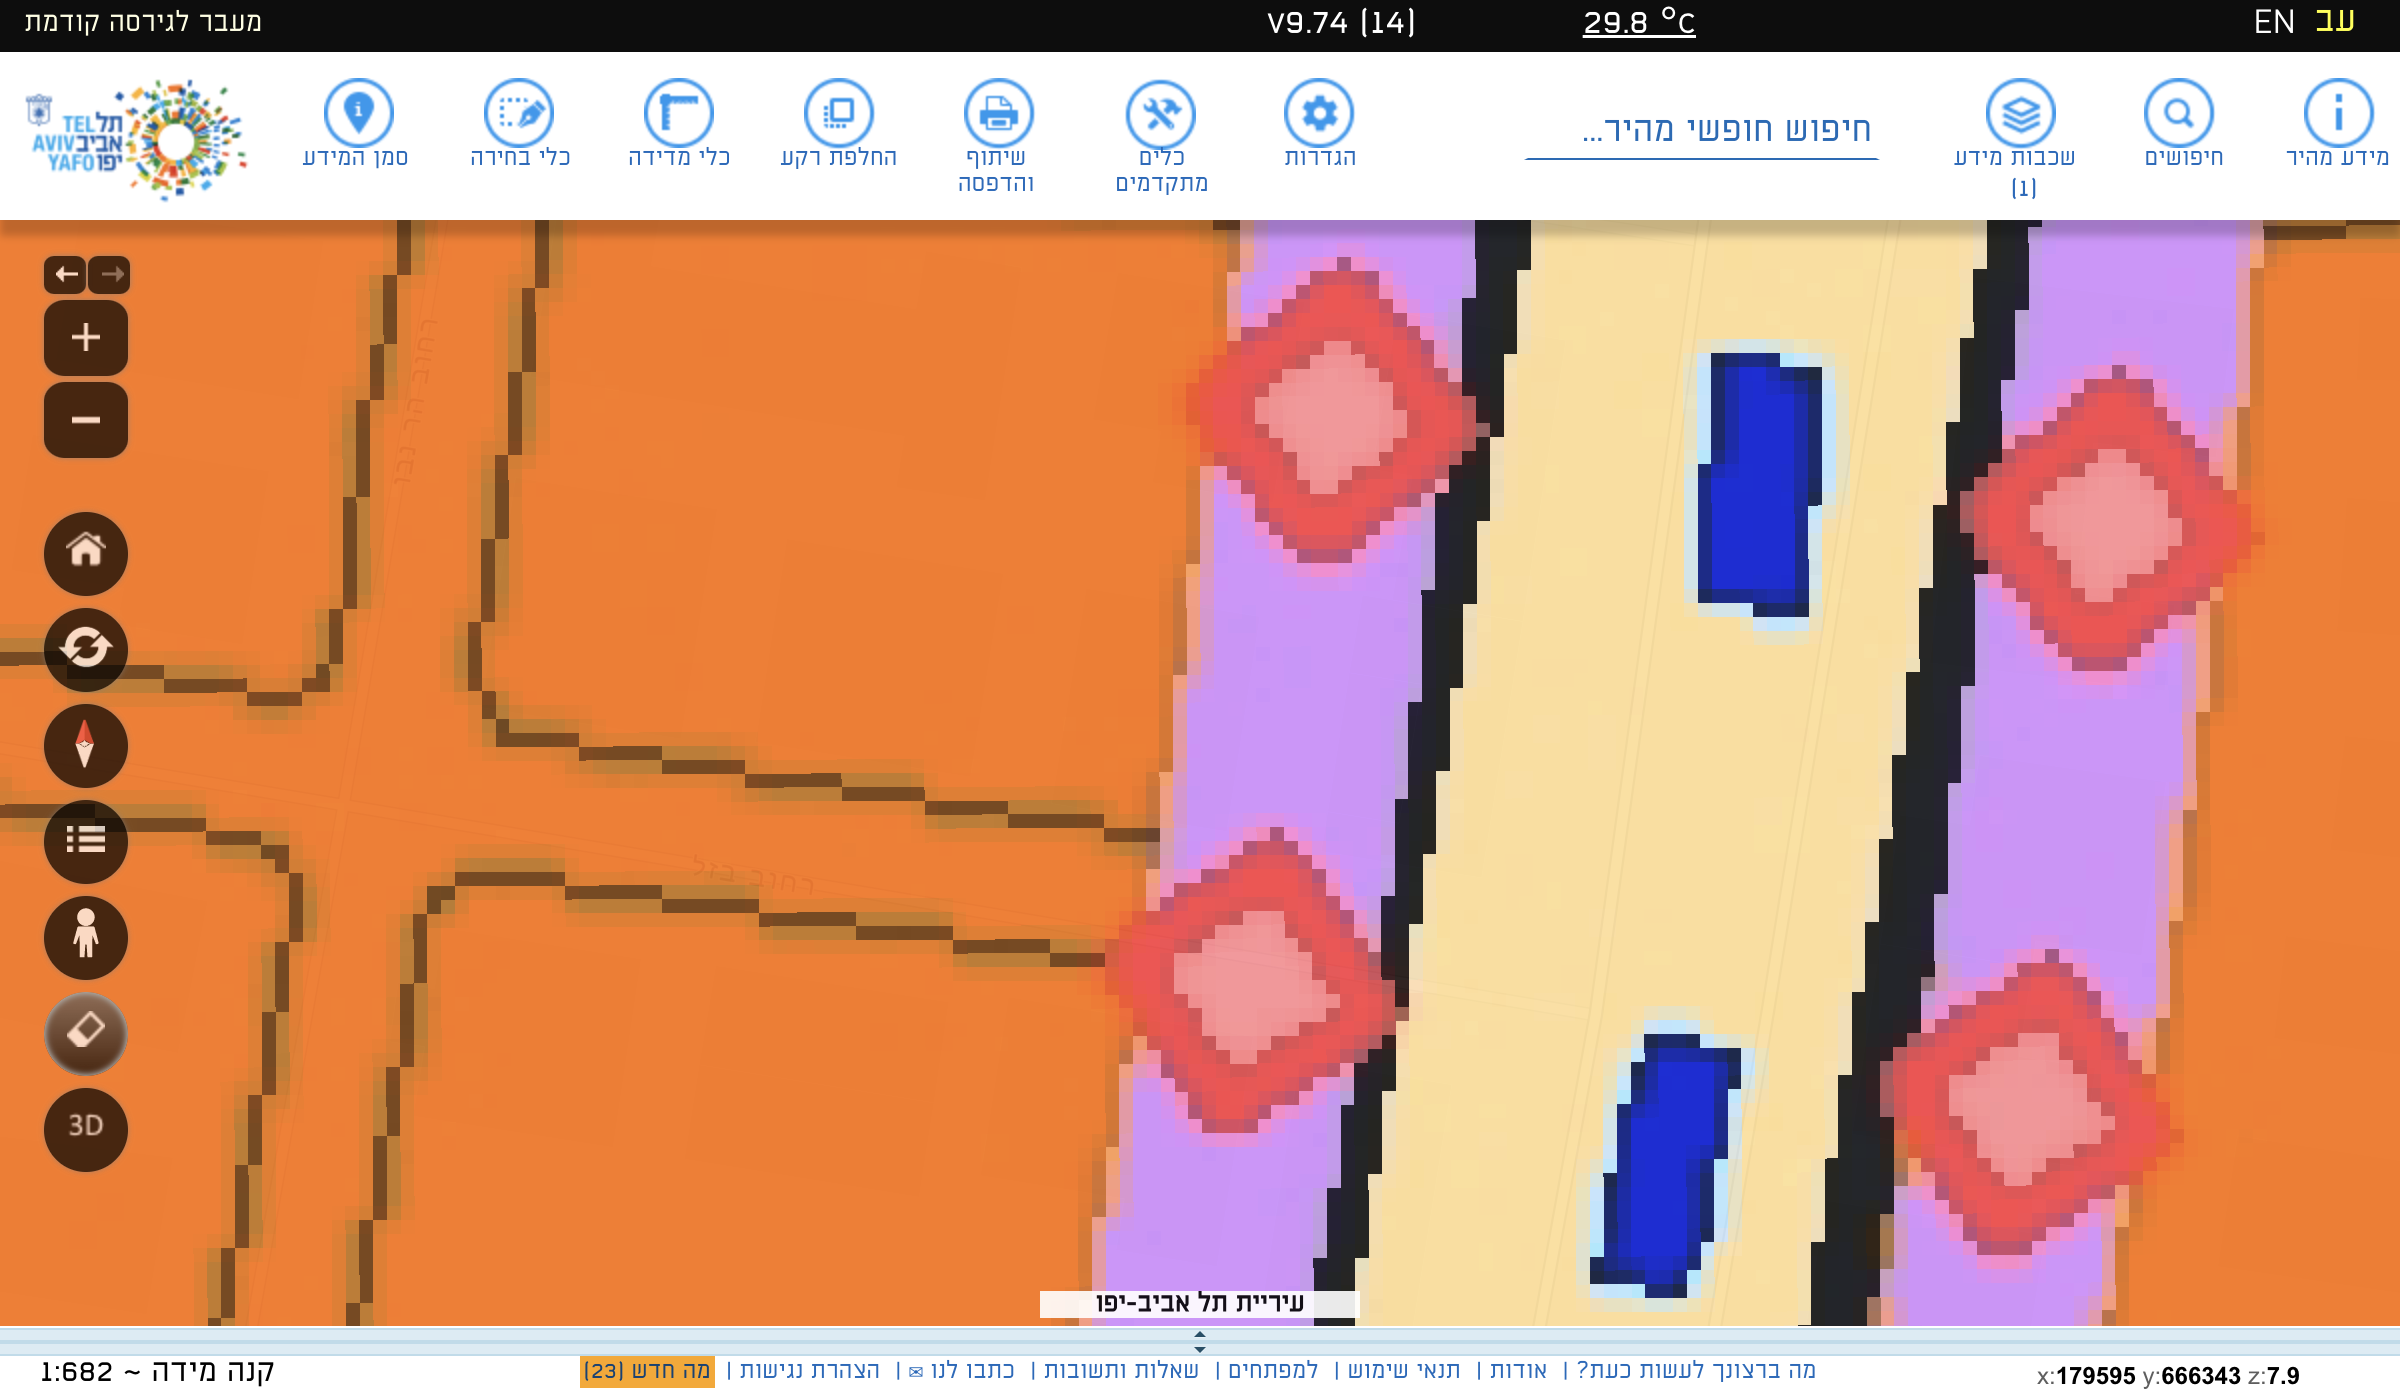 מעבר לגירסה קודמת
V9.74 (14)
29.8 °C
EN עב
תל TEL
אביב AVIV
יפו YAFO
סמן המידע
כלי בחירה
כלי מדידה
החלפת רקע
שיתוף
והדפסה
כלים
מתקדמים
הגדרות
חיפוש חופשי מהיר...
שכבות מידע
(1)
חיפושים
מידע מהיר
רחוב הר נבו
רחוב בזל
3D
עיריית תל אביב-יפו
קנה מידה ~ 1:682
מה ברצונך לעשות כעת? | אודות | תנאי שימוש | למפתחים | שאלות ותשובות | כתבו לנו ✉ | הצהרת נגישות | מה חדש (23)
x:179595 y:666343 z:7.9